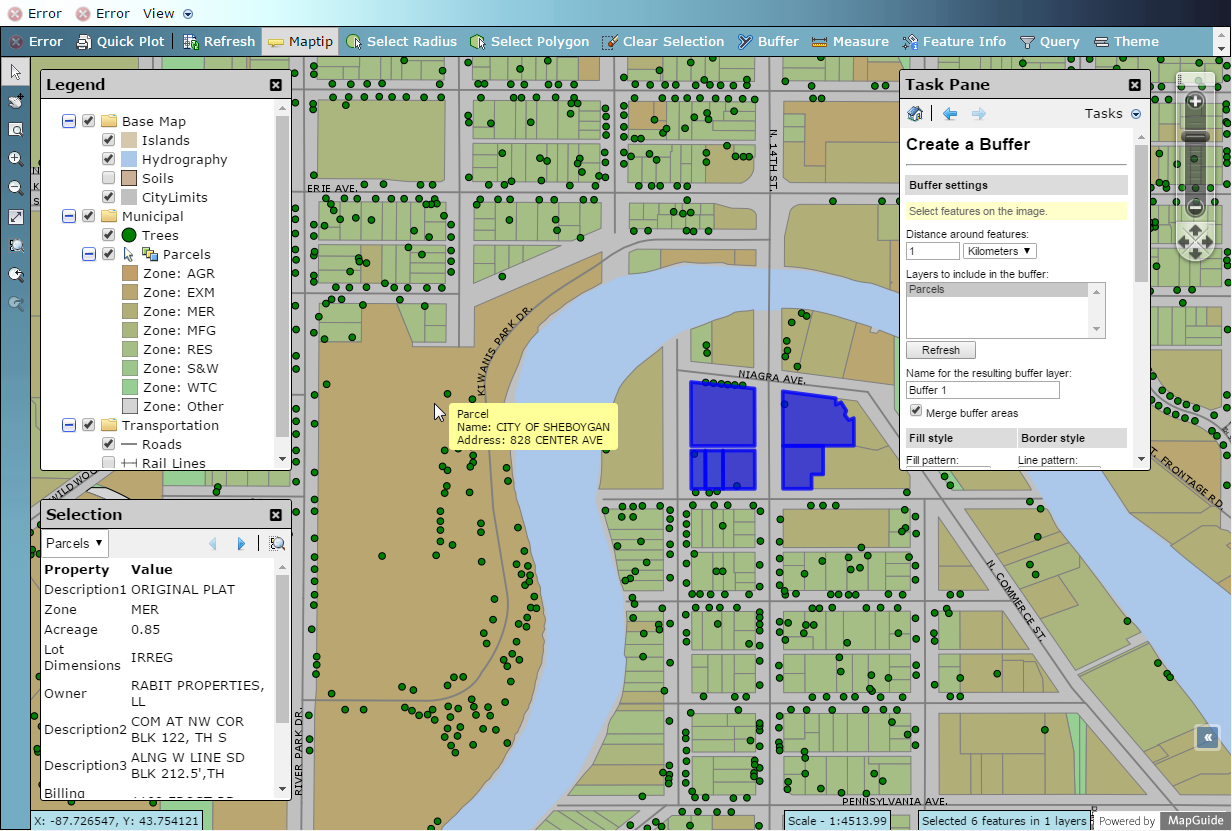 Error Error View
Error Quick Plot Refresh Maptip Select Radius Select Polygon Clear Selection Buffer Measure Feature Info Query Theme
Legend
Base Map
Islands
Hydrography
Soils
CityLimits
Municipal
Trees
Parcels
Zone: AGR
Zone: EXM
Zone: MER
Zone: MFG
Zone: RES
Zone: S&W
Zone: WTC
Zone: Other
Transportation
Roads
Rail Lines
WILDWOO
Selection
Parcels
Property Value
Description1 ORIGINAL PLAT
Zone MER
Acreage 0.85
Lot Dimensions IRREG
Owner RABIT PROPERTIES, LL
Description2 COM AT NW COR BLK 122, TH S
Description3 ALNG W LINE SD BLK 212.5',TH
Billing
ERIE AVE.
N. 14TH ST.
KIWANIS PARK DR.
NIAGRA AVE.
Parcel
Name: CITY OF SHEBOYGAN
Address: 828 CENTER AVE
N. COMMERCE ST.
T. FRONTAGE RD
RIVER PARK DR.
PENNSYLVANIA AVE.
Task Pane
Tasks
Create a Buffer
Buffer settings
Select features on the image.
Distance around features:
1 Kilometers
Layers to include in the buffer:
Parcels
Refresh
Name for the resulting buffer layer:
Buffer 1
Merge buffer areas
Fill style Border style
Fill pattern: Line pattern:
X: -87.726547, Y: 43.754121
Scale - 1:4513.99
Selected 6 features in 1 layers
Powered by MapGuide